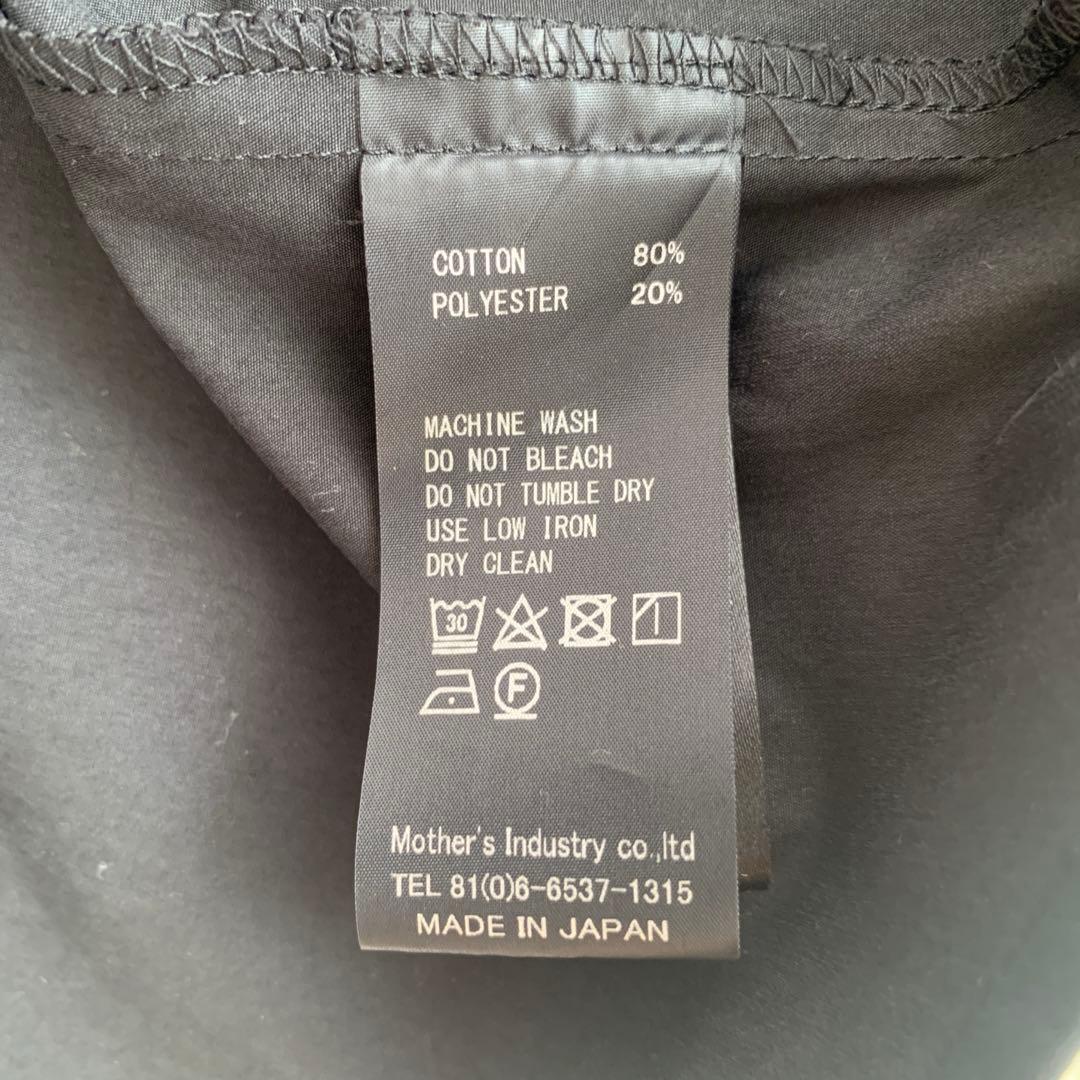 COTTON 80%
POLYESTER 20%
MACHINE WASH
DO NOT BLEACH
DO NOT TUMBLE DRY
USE LOW IRON
DRY CLEAN
30
F
Mother's Industry co.,ltd
TEL 81(0)6-6537-1315
MADE IN JAPAN